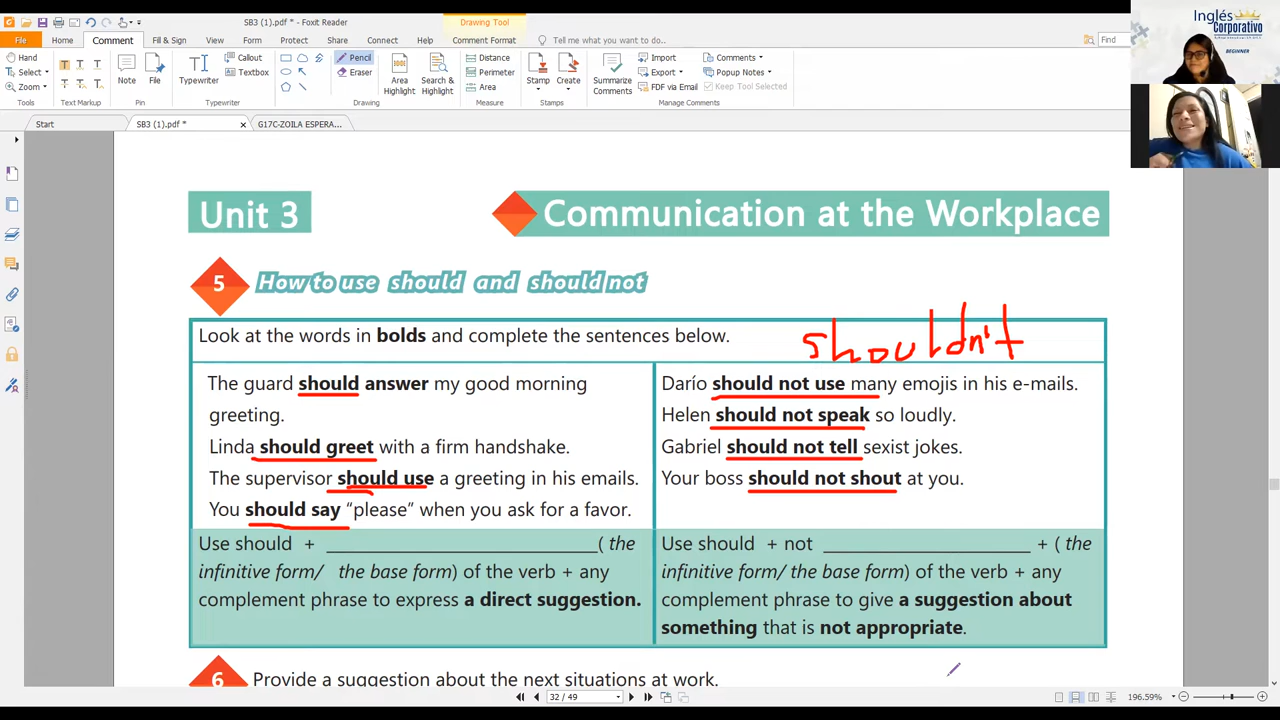 SB3 (1).pdf * - Foxit Reader
Drawing Tool
File Home Comment Fill & Sign View Form Protect Share Connect Help Comment Format Tell me what you want to do... Find
Hand
Select
Zoom
Tools
Text Markup
Note
File
Pin
Typewriter
Callout
Textbox
Typewriter
Pencil
Eraser
Drawing
Area Highlight
Search & Highlight
Distance
Perimeter
Area
Measure
Stamp
Create
Stamps
Summarize Comments
Import
Export
FDF via Email
Comments
Popup Notes
Keep Tool Selected
Manage Comments
Inglés
Corporativo
BEGINNER
Start SB3 (1).pdf * G17C-ZOILA ESPERA...
Unit 3
Communication at the Workplace
5 How to use should and should not
Look at the words in bolds and complete the sentences below.
shouldn't
The guard should answer my good morning
greeting.
Linda should greet with a firm handshake.
The supervisor should use a greeting in his emails.
You should say “please” when you ask for a favor.
Darío should not use many emojis in his e-mails.
Helen should not speak so loudly.
Gabriel should not tell sexist jokes.
Your boss should not shout at you.
Use should + ____________________________( the
infinitive form/ the base form) of the verb + any
complement phrase to express a direct suggestion.
Use should + not _____________________ + ( the
infinitive form/ the base form) of the verb + any
complement phrase to give a suggestion about
something that is not appropriate.
6 Provide a suggestion about the next situations at work.
32 / 49
196.59%